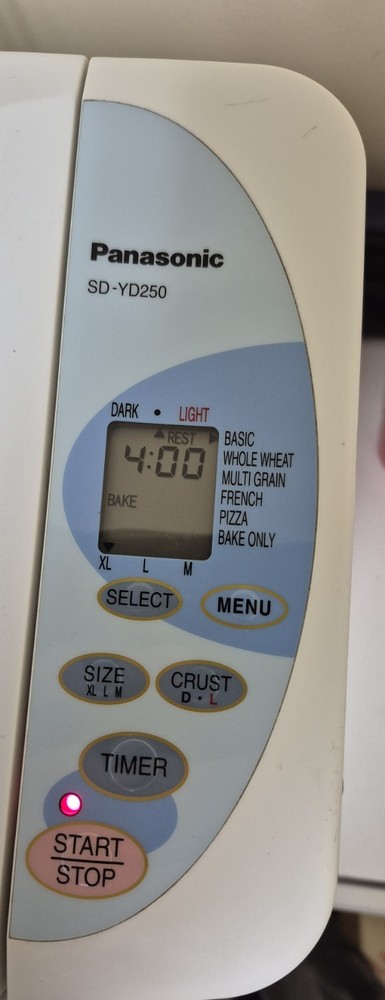 Panasonic
SD-YD250
DARK • LIGHT
REST
4:00
BAKE
BASIC
WHOLE WHEAT
MULTI GRAIN
FRENCH
PIZZA
BAKE ONLY
XL L M
SELECT
MENU
SIZE
XL L M
CRUST
D • L
TIMER
START
STOP